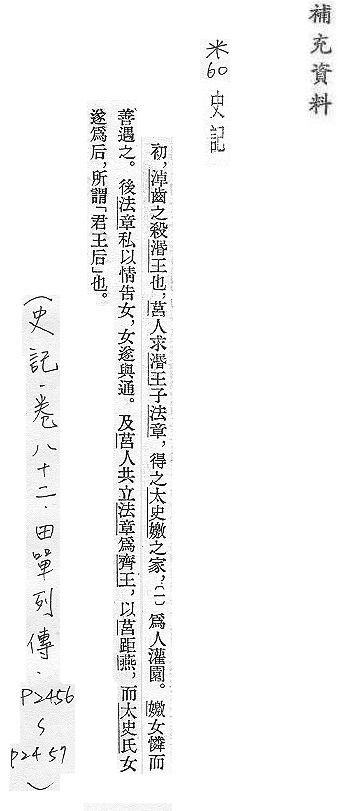 補充資料
米60 史記
初，淖齒之殺湣王也，莒人求湣王子法章，得之太史嬓之家，〔一〕爲人灌園。嬓女憐而
善遇之。後法章私以情告女，女遂與通。及莒人共立法章爲齊王，以莒距燕，而太史氏女
遂爲后，所謂「君王后」也。
（史記．卷八十二．田單列傳．P2456~P2457）